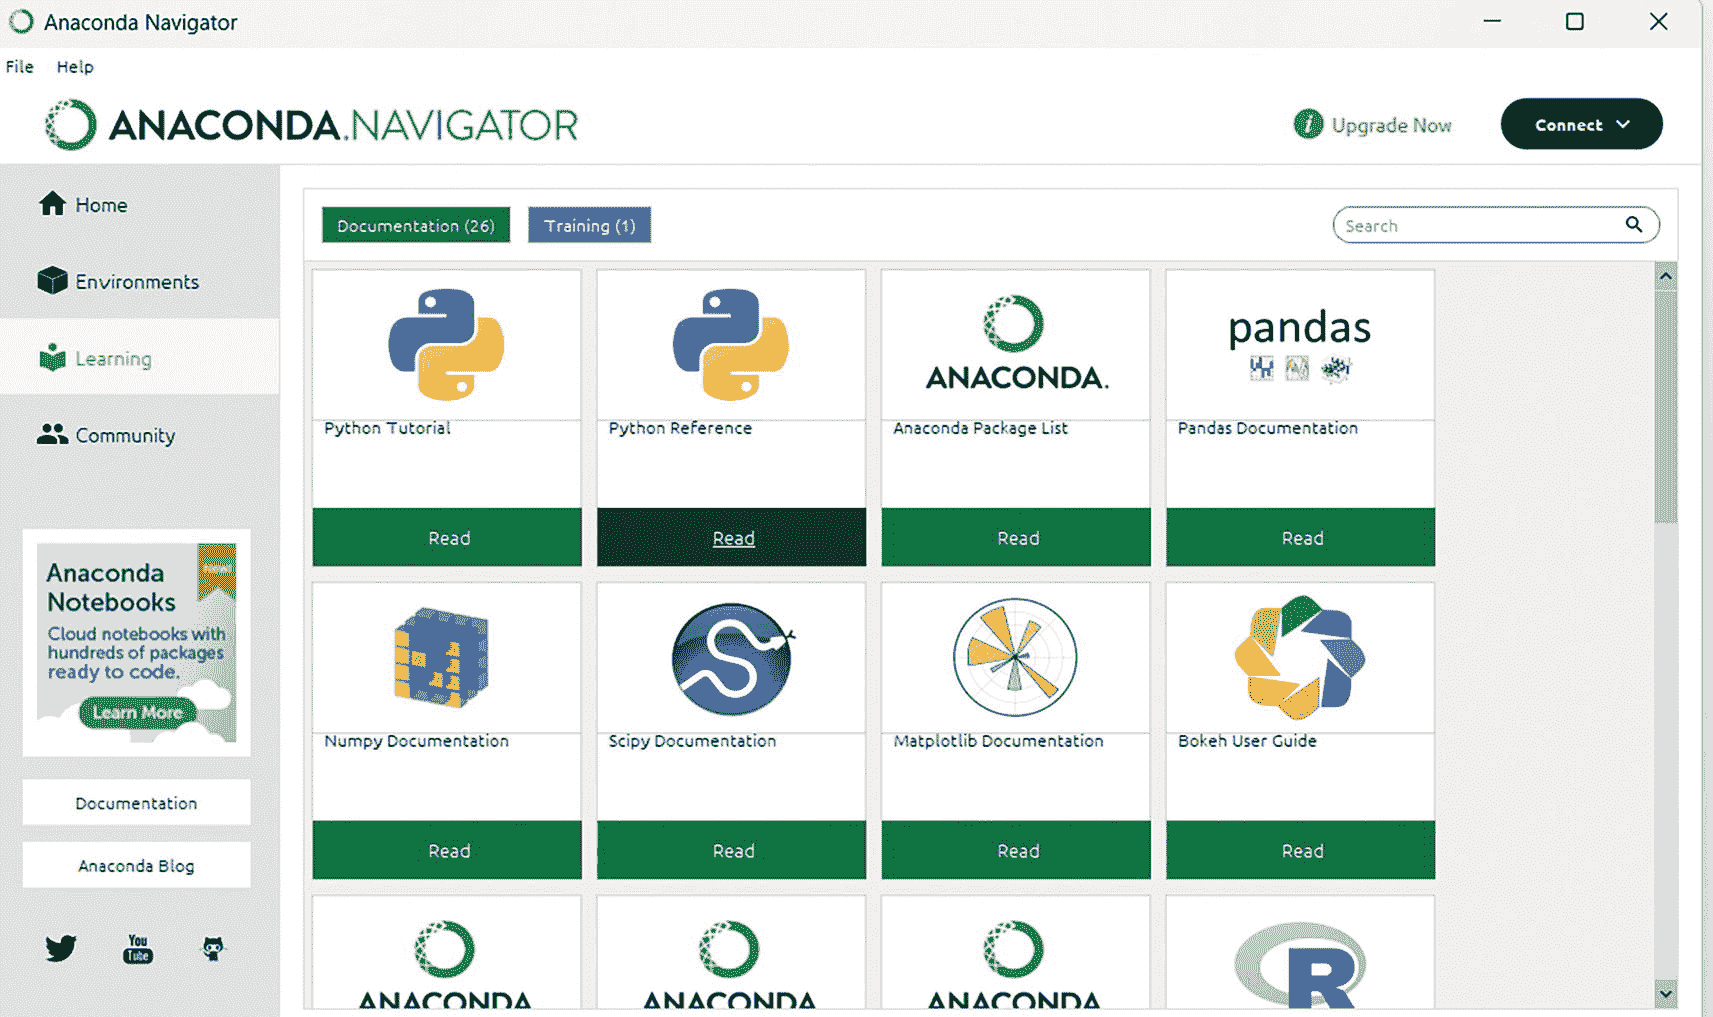 Anaconda Navigator
File Help
ANACONDA.NAVIGATOR
Upgrade Now
Connect
Home
Environments
Learning
Community
Anaconda
Notebooks
Cloud notebooks with
hundreds of packages
ready to code.
Learn More
Documentation
Anaconda Blog
You
Tube
Documentation (26) Training (1) Search
ANACONDA.
pandas
Python Tutorial Python Reference Anaconda Package List Pandas Documentation
Read Read Read Read
Numpy Documentation Scipy Documentation Matplotlib Documentation Bokeh User Guide
Read Read Read Read
ANACONDA ANACONDA ANACONDA R